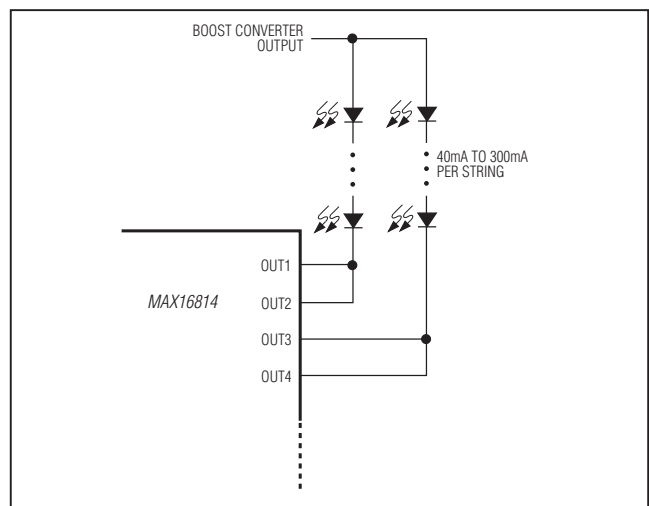 BOOST CONVERTER
OUTPUT
40mA TO 300mA
PER STRING
OUT1
MAX16814
OUT2
OUT3
OUT4